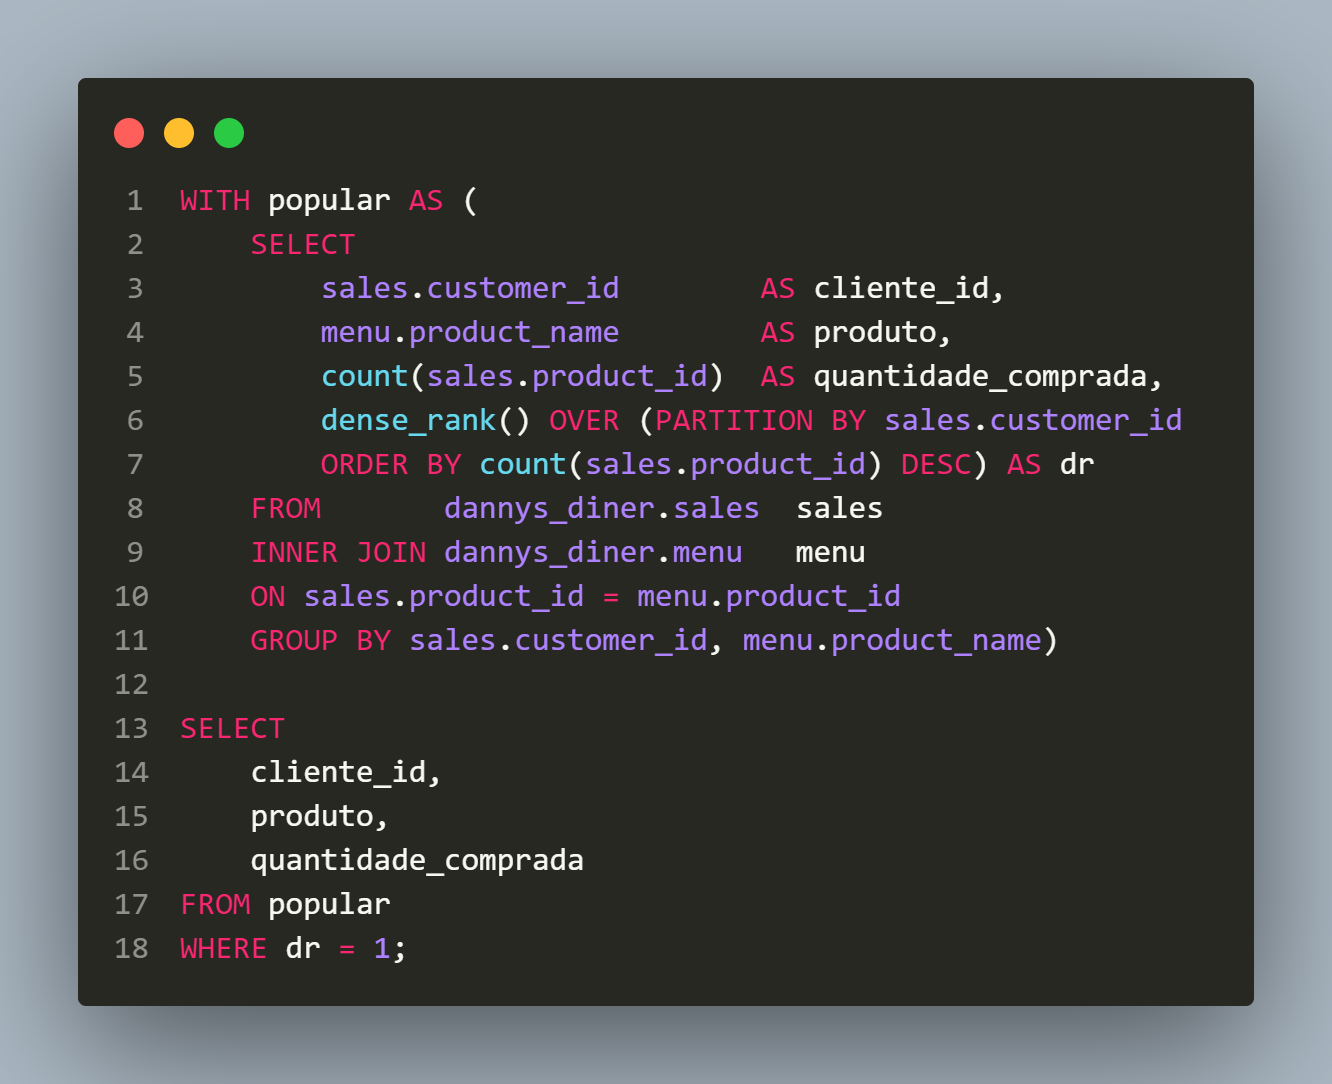 1 WITH popular AS (
2     SELECT
3         sales.customer_id        AS cliente_id,
4         menu.product_name        AS produto,
5         count(sales.product_id)  AS quantidade_comprada,
6         dense_rank() OVER (PARTITION BY sales.customer_id
7         ORDER BY count(sales.product_id) DESC) AS dr
8     FROM       dannys_diner.sales  sales
9     INNER JOIN dannys_diner.menu   menu
10     ON sales.product_id = menu.product_id
11     GROUP BY sales.customer_id, menu.product_name)
12
13 SELECT
14     cliente_id,
15     produto,
16     quantidade_comprada
17 FROM popular
18 WHERE dr = 1;